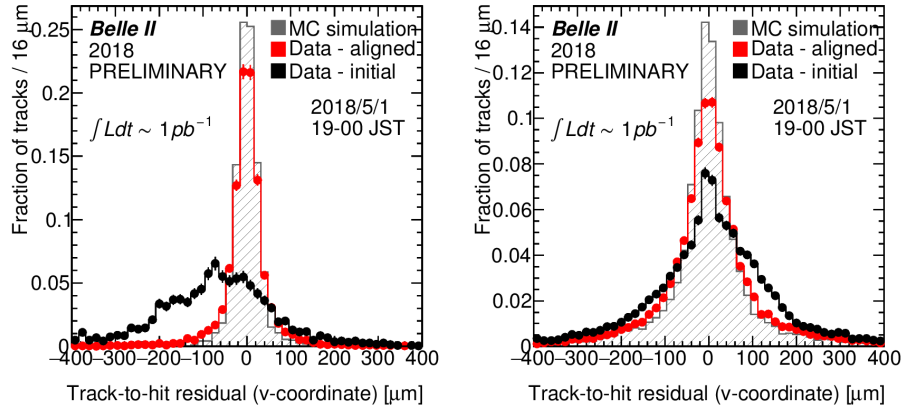 Belle II
2018
PRELIMINARY
MC simulation
Data - aligned
Data - initial
∫Ldt ~ 1pb⁻¹
2018/5/1
19-00 JST
Fraction of tracks / 16 μm
0.25
0.2
0.15
0.1
0.05
0
−400 −300 −200 −100 0 100 200 300 400
Track-to-hit residual (v-coordinate) [μm]
Belle II
2018
PRELIMINARY
MC simulation
Data - aligned
Data - initial
∫Ldt ~ 1pb⁻¹
2018/5/1
19-00 JST
Fraction of tracks / 16 μm
0.14
0.12
0.1
0.08
0.06
0.04
0.02
0
−400 −300 −200 −100 0 100 200 300 400
Track-to-hit residual (v-coordinate) [μm]